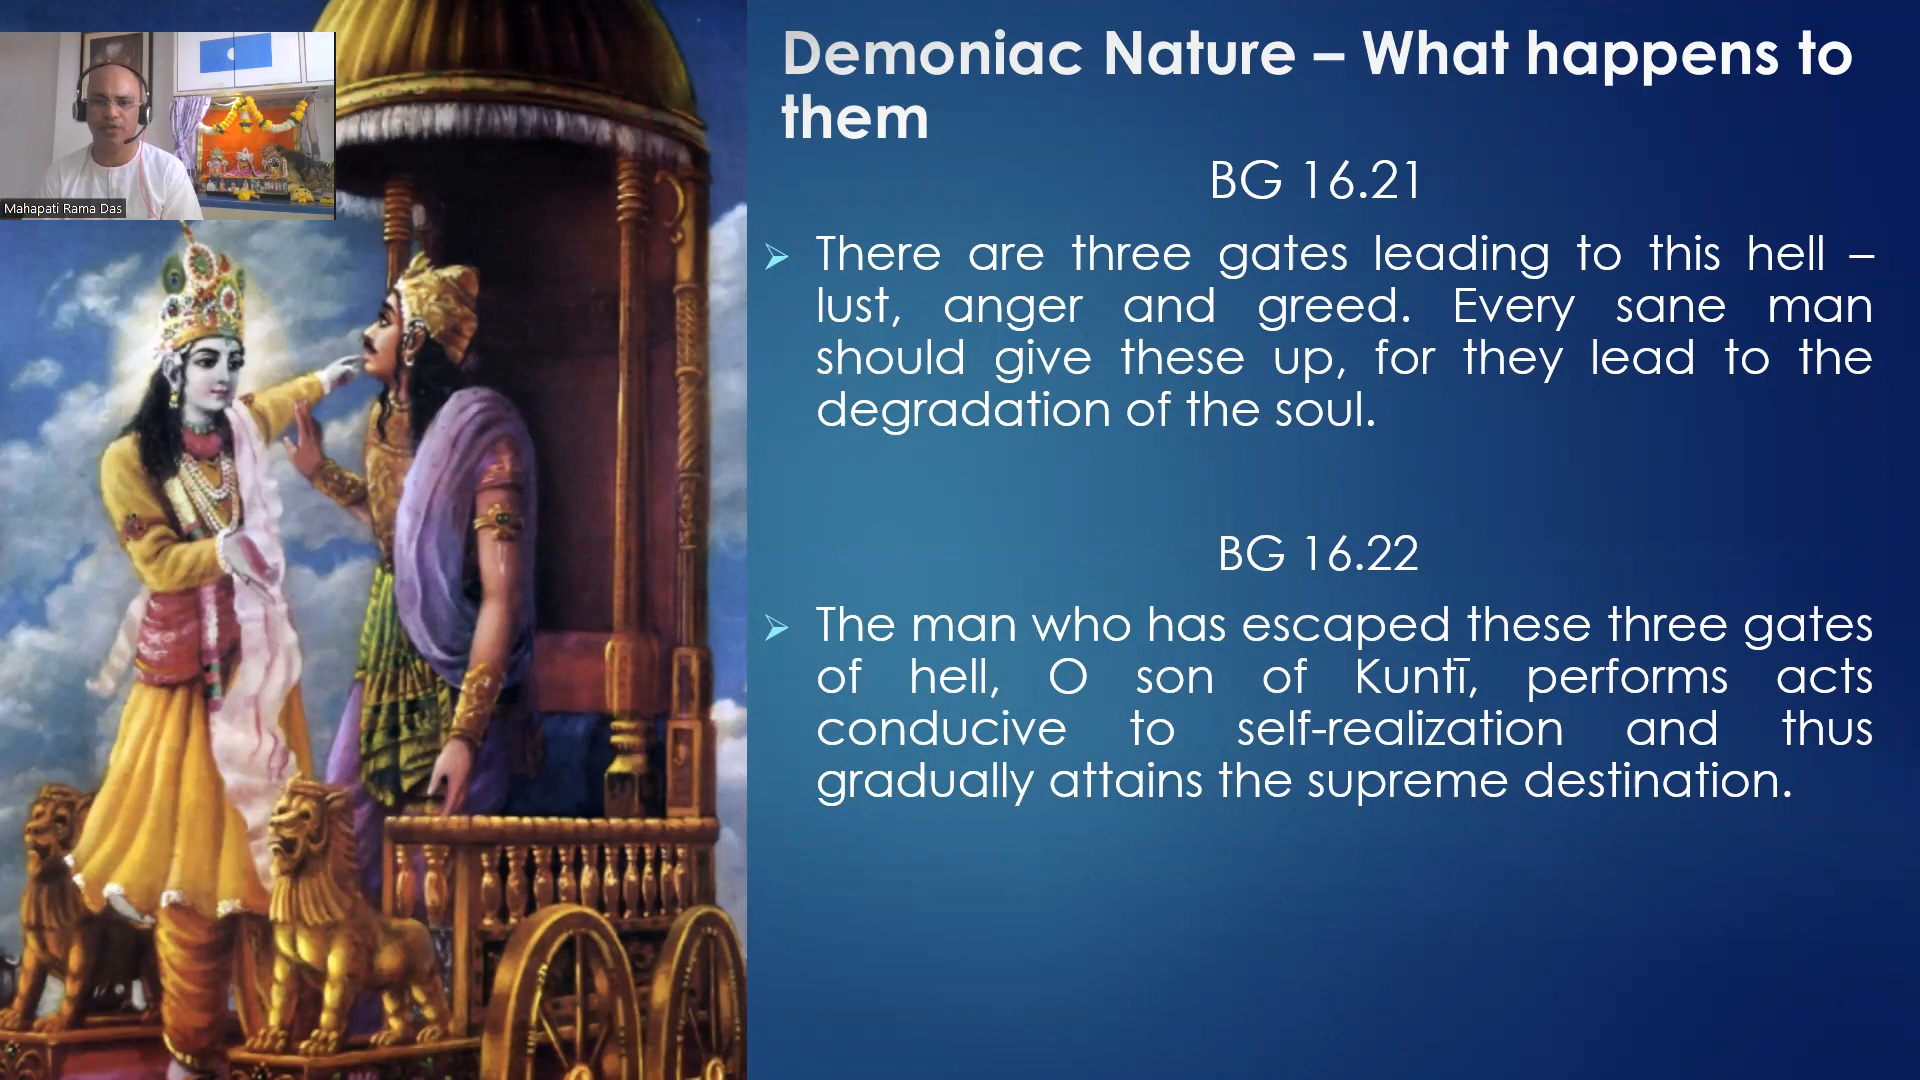 Demoniac Nature – What happens to
them
Mahapati Rama Das
BG 16.21
There are three gates leading to this hell –
lust, anger and greed. Every sane man
should give these up, for they lead to the
degradation of the soul.
BG 16.22
The man who has escaped these three gates
of hell, O son of Kuntī, performs acts
conducive to self-realization and thus
gradually attains the supreme destination.